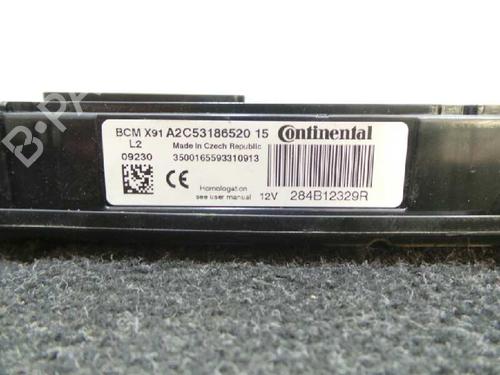 BCM X91 A2C53186520 15 Continental
L2 Made in Czech Republic
09230 3500165593310913
CE Homologation
see user manual 12V 284B12329R